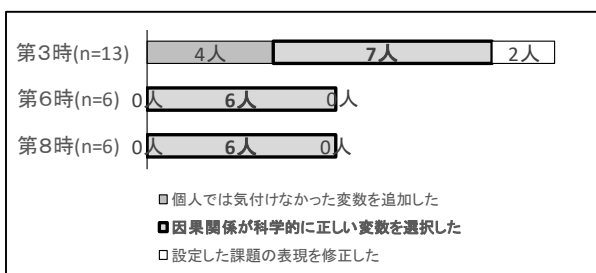 第3時(n=13) 4人 7人 2人
第6時(n=6) 0人 6人 0人
第8時(n=6) 0人 6人 0人
個人では気付けなかった変数を追加した
因果関係が科学的に正しい変数を選択した
設定した課題の表現を修正した